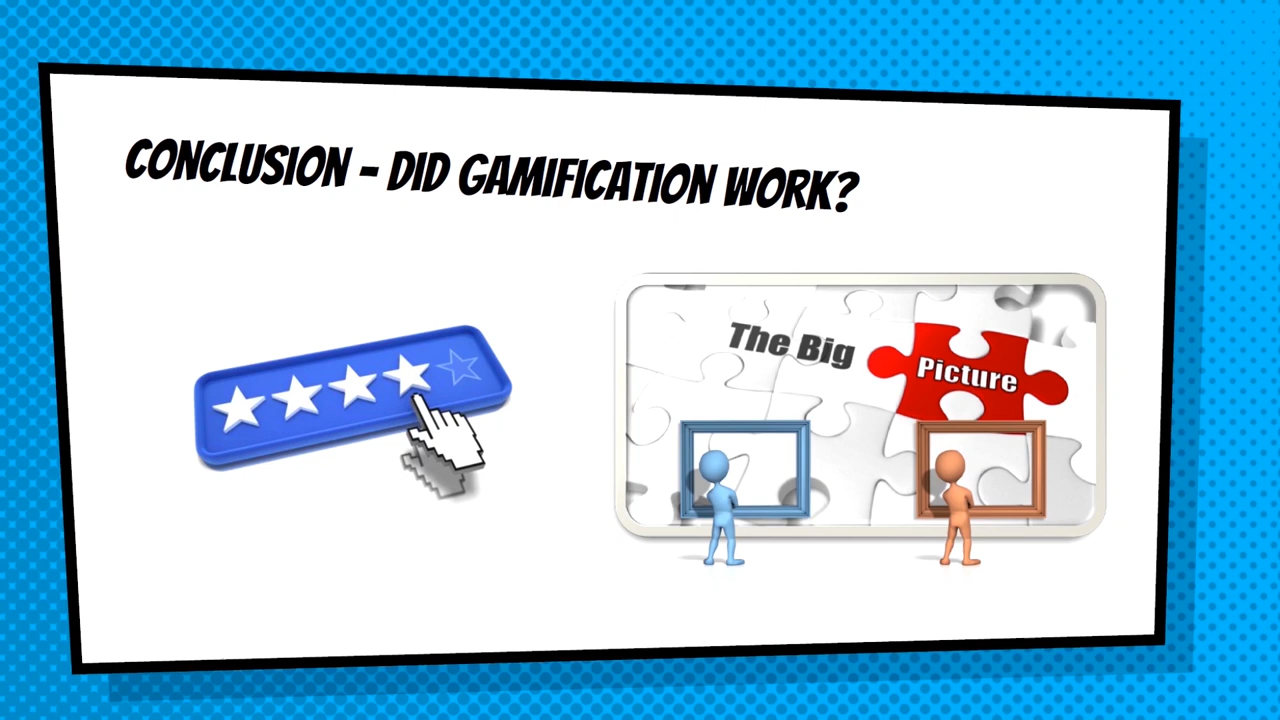 CONCLUSION - DID GAMIFICATION WORK?
The Big
Picture